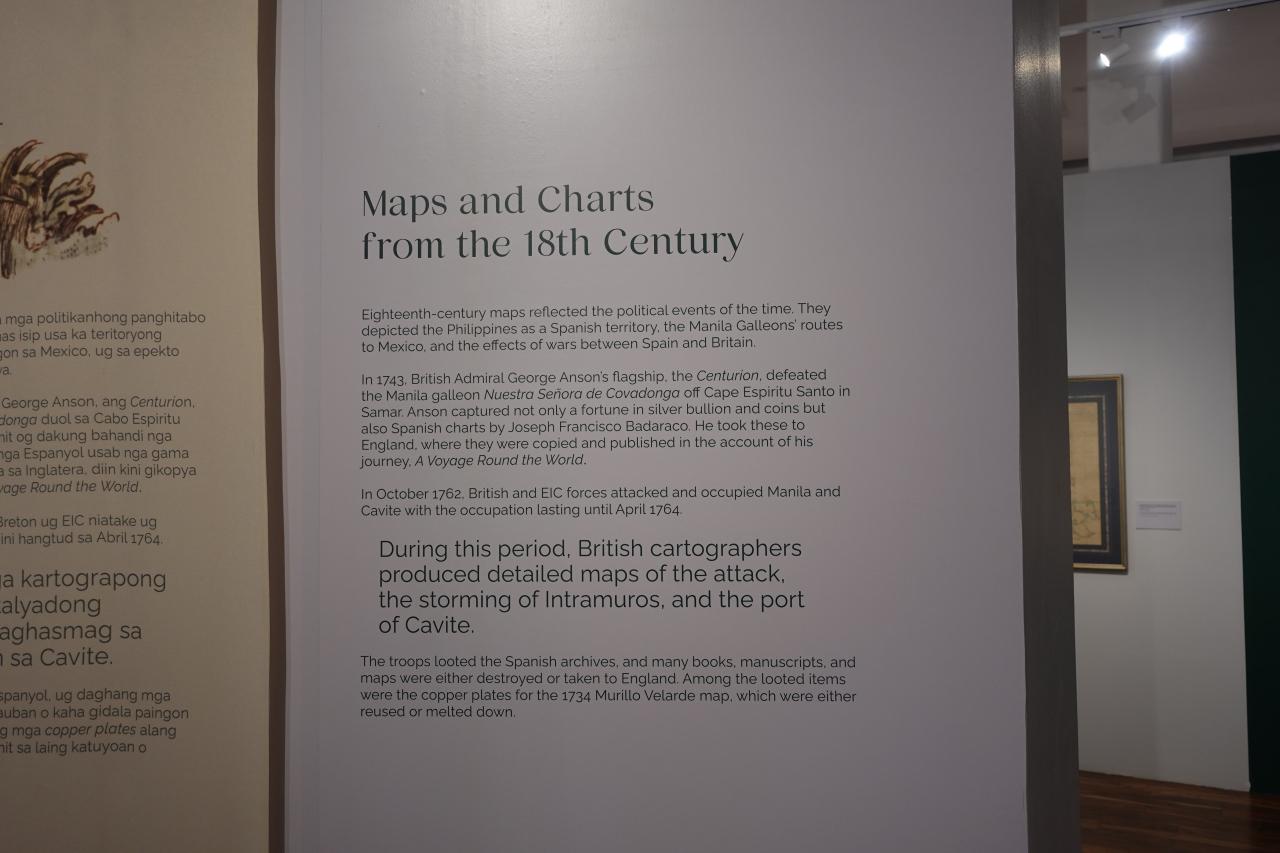 mga politikanhong panghitabo
isip usa ka teritoryong
sa Mexico, ug sa epekto
George Anson, ang Centurion,
duol sa Cabo Espiritu
og dakung bahandi nga
Espanyol usab nga gama
sa Inglatera, diin kini gikopya
Round the World.
ug EIC niatake ug
hangtud sa Abril 1764.
kartograpong
sa
sa Cavite.
ug daghang mga
o kaha gidala paingon
mga copper plates alang
sa laing katuyoan o
Maps and Charts
from the 18th Century
Eighteenth-century maps reflected the political events of the time. They
depicted the Philippines as a Spanish territory, the Manila Galleons' routes
to Mexico, and the effects of wars between Spain and Britain.
In 1743, British Admiral George Anson's flagship, the Centurion, defeated
the Manila galleon Nuestra Señora de Covadonga off Cape Espiritu Santo in
Samar. Anson captured not only a fortune in silver bullion and coins but
also Spanish charts by Joseph Francisco Badaraco. He took these to
England, where they were copied and published in the account of his
journey, A Voyage Round the World.
In October 1762, British and EIC forces attacked and occupied Manila and
Cavite with the occupation lasting until April 1764.
During this period, British cartographers
produced detailed maps of the attack,
the storming of Intramuros, and the port
of Cavite.
The troops looted the Spanish archives, and many books, manuscripts, and
maps were either destroyed or taken to England. Among the looted items
were the copper plates for the 1734 Murillo Velarde map, which were either
reused or melted down.